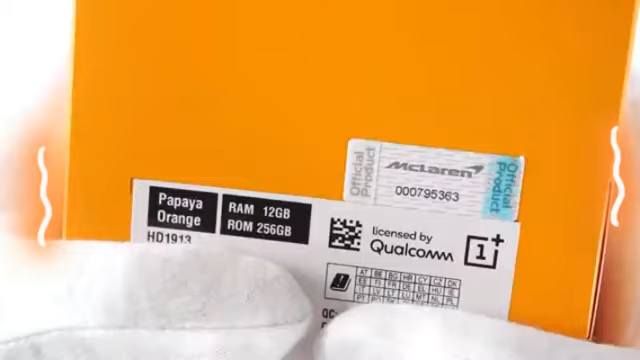 Official Product
McLaren
000795363
Official Product
Papaya Orange
RAM 12GB
ROM 256GB
HD1913
licensed by
Qualcomm
1+
AT BE BG HR CY CZ DK